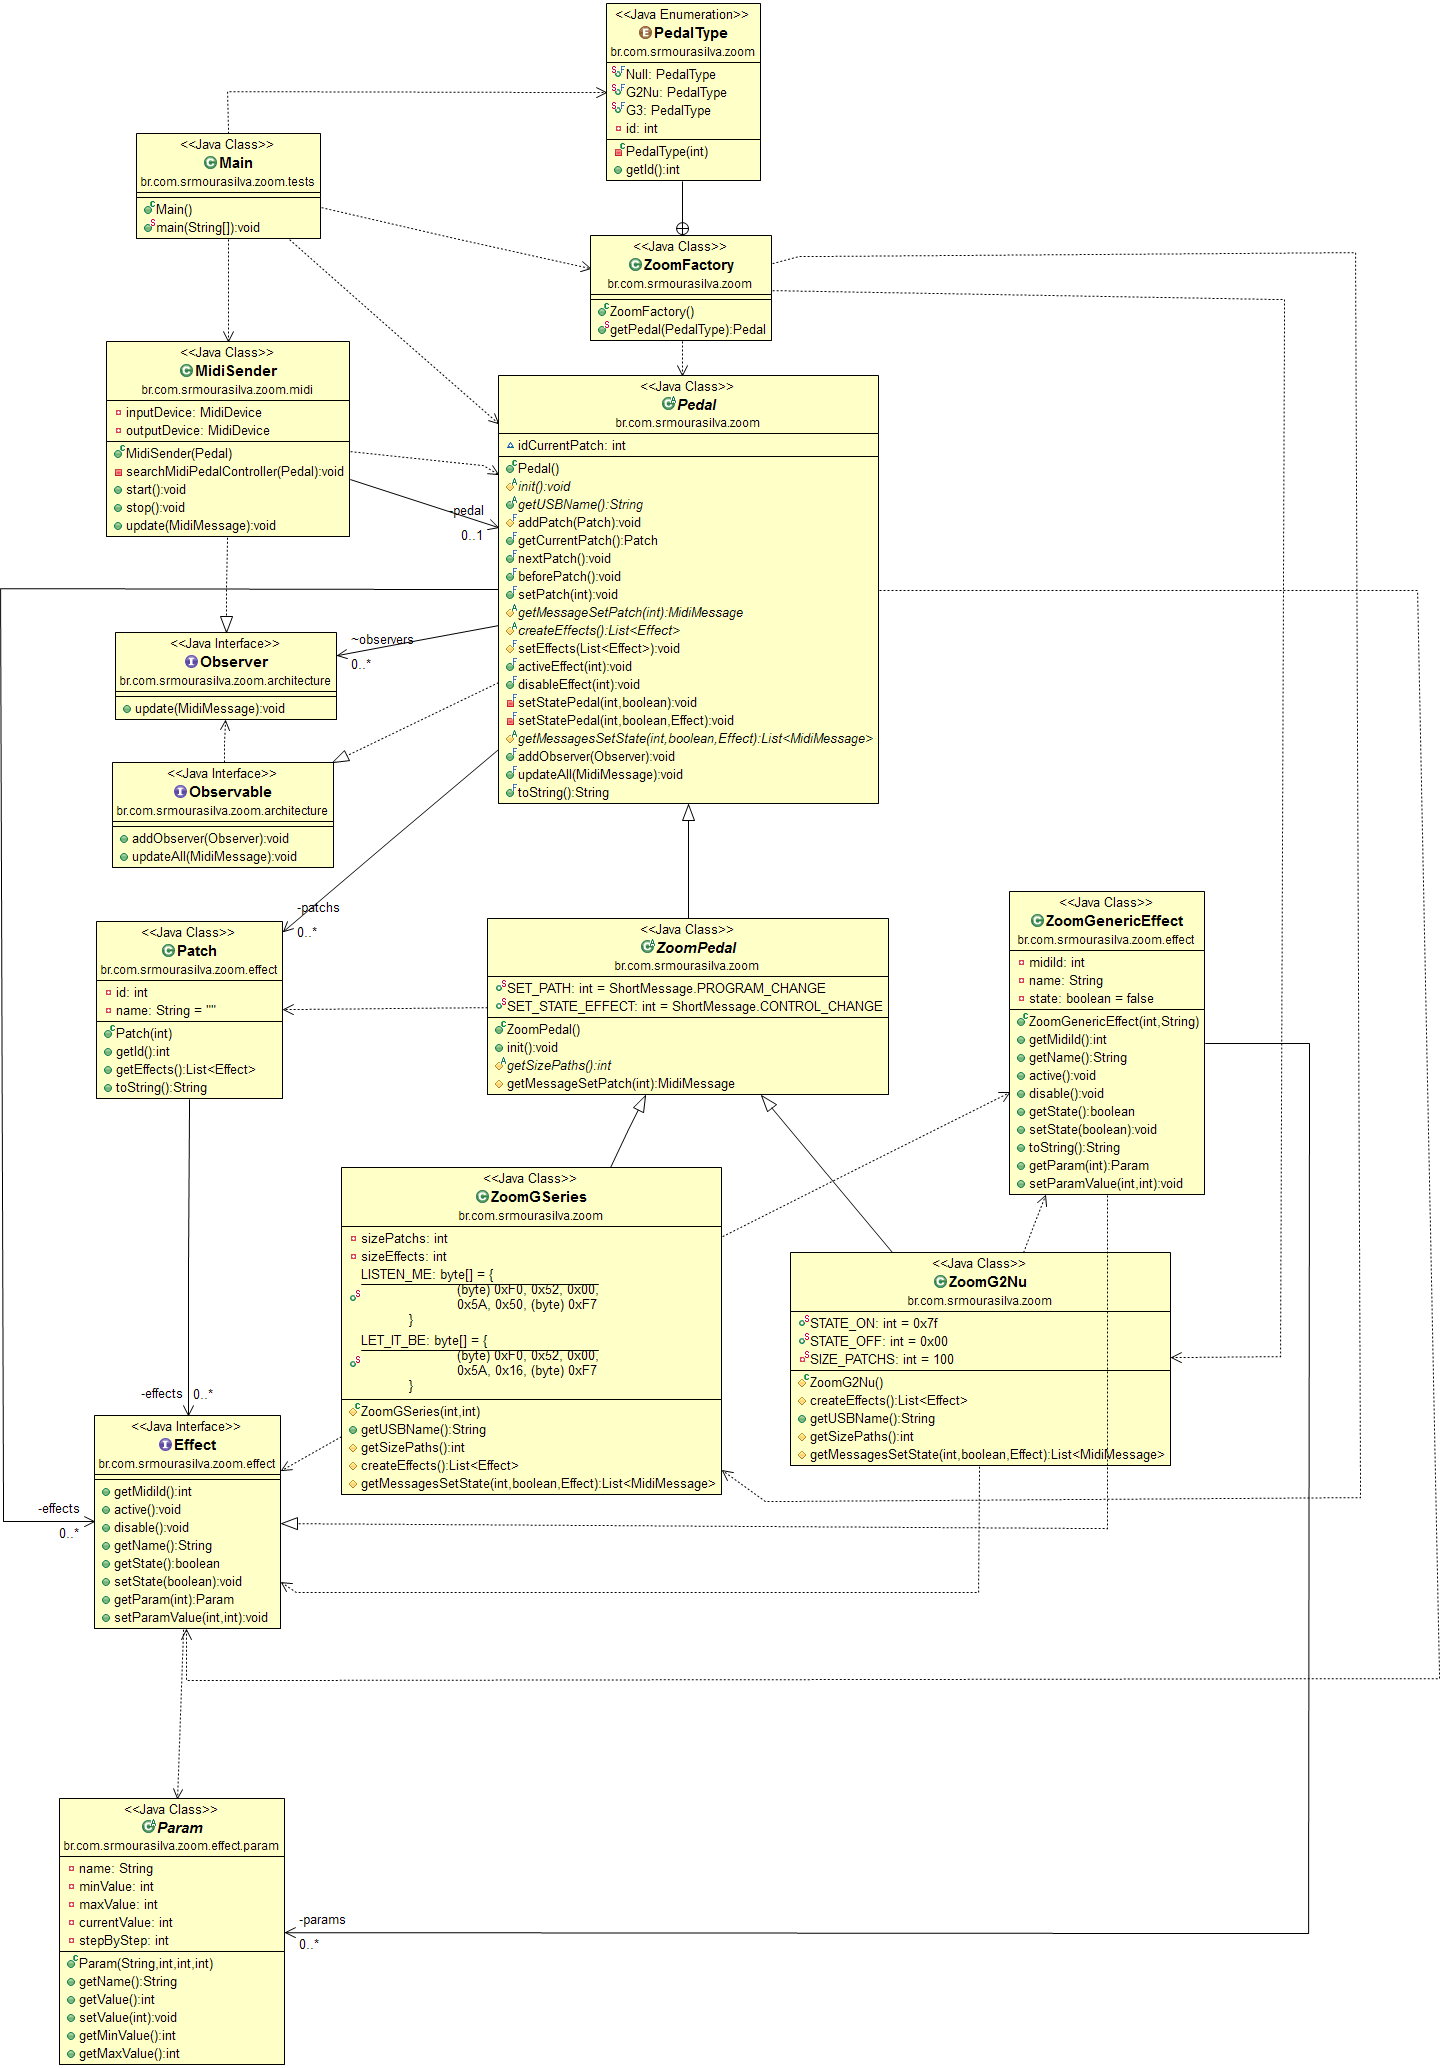 <<Java Enumeration>>
PedalType
br.com.srmourasilva.zoom
Null: PedalType
G2Nu: PedalType
G3: PedalType
id: int
PedalType(int)
getId():int
<<Java Class>>
Main
br.com.srmourasilva.zoom.tests
Main()
main(String[]):void
<<Java Class>>
ZoomFactory
br.com.srmourasilva.zoom
ZoomFactory()
getPedal(PedalType):Pedal
<<Java Class>>
MidiSender
br.com.srmourasilva.zoom.midi
inputDevice: MidiDevice
outputDevice: MidiDevice
MidiSender(Pedal)
searchMidiPedalController(Pedal):void
start():void
stop():void
update(MidiMessage):void
-pedal
0..1
<<Java Class>>
Pedal
br.com.srmourasilva.zoom
idCurrentPatch: int
Pedal()
init():void
getUSBName():String
addPatch(Patch):void
getCurrentPatch():Patch
nextPatch():void
beforePatch():void
setPatch(int):void
getMessageSetPatch(int):MidiMessage
createEffects():List<Effect>
setEffects(List<Effect>):void
activeEffect(int):void
disableEffect(int):void
setStatePedal(int,boolean):void
setStatePedal(int,boolean,Effect):void
getMessagesSetState(int,boolean,Effect):List<MidiMessage>
addObserver(Observer):void
updateAll(MidiMessage):void
toString():String
~observers
0..*
<<Java Interface>>
Observer
br.com.srmourasilva.zoom.architecture
update(MidiMessage):void
<<Java Interface>>
Observable
br.com.srmourasilva.zoom.architecture
addObserver(Observer):void
updateAll(MidiMessage):void
-patchs
0..*
<<Java Class>>
Patch
br.com.srmourasilva.zoom.effect
id: int
name: String = ""
Patch(int)
getId():int
getEffects():List<Effect>
toString():String
<<Java Class>>
ZoomPedal
br.com.srmourasilva.zoom
SET_PATH: int = ShortMessage.PROGRAM_CHANGE
SET_STATE_EFFECT: int = ShortMessage.CONTROL_CHANGE
ZoomPedal()
init():void
getSizePaths():int
getMessageSetPatch(int):MidiMessage
<<Java Class>>
ZoomGenericEffect
br.com.srmourasilva.zoom.effect
midiId: int
name: String
state: boolean = false
ZoomGenericEffect(int,String)
getMidiId():int
getName():String
active():void
disable():void
getState():boolean
setState(boolean):void
toString():String
getParam(int):Param
setParamValue(int,int):void
<<Java Class>>
ZoomGSeries
br.com.srmourasilva.zoom
sizePatchs: int
sizeEffects: int
LISTEN_ME: byte[] = {
(byte) 0xF0, 0x52, 0x00,
0x5A, 0x50, (byte) 0xF7
}
LET_IT_BE: byte[] = {
(byte) 0xF0, 0x52, 0x00,
0x5A, 0x16, (byte) 0xF7
}
ZoomGSeries(int,int)
getUSBName():String
getSizePaths():int
createEffects():List<Effect>
getMessagesSetState(int,boolean,Effect):List<MidiMessage>
<<Java Class>>
ZoomG2Nu
br.com.srmourasilva.zoom
STATE_ON: int = 0x7f
STATE_OFF: int = 0x00
SIZE_PATCHS: int = 100
ZoomG2Nu()
createEffects():List<Effect>
getUSBName():String
getSizePaths():int
getMessagesSetState(int,boolean,Effect):List<MidiMessage>
-effects 0..*
<<Java Interface>>
Effect
br.com.srmourasilva.zoom.effect
getMidiId():int
active():void
disable():void
getName():String
getState():boolean
setState(boolean):void
getParam(int):Param
setParamValue(int,int):void
-effects
0..*
<<Java Class>>
Param
br.com.srmourasilva.zoom.effect.param
name: String
minValue: int
maxValue: int
currentValue: int
stepByStep: int
Param(String,int,int,int)
getName():String
getValue():int
setValue(int):void
getMinValue():int
getMaxValue():int
-params
0..*